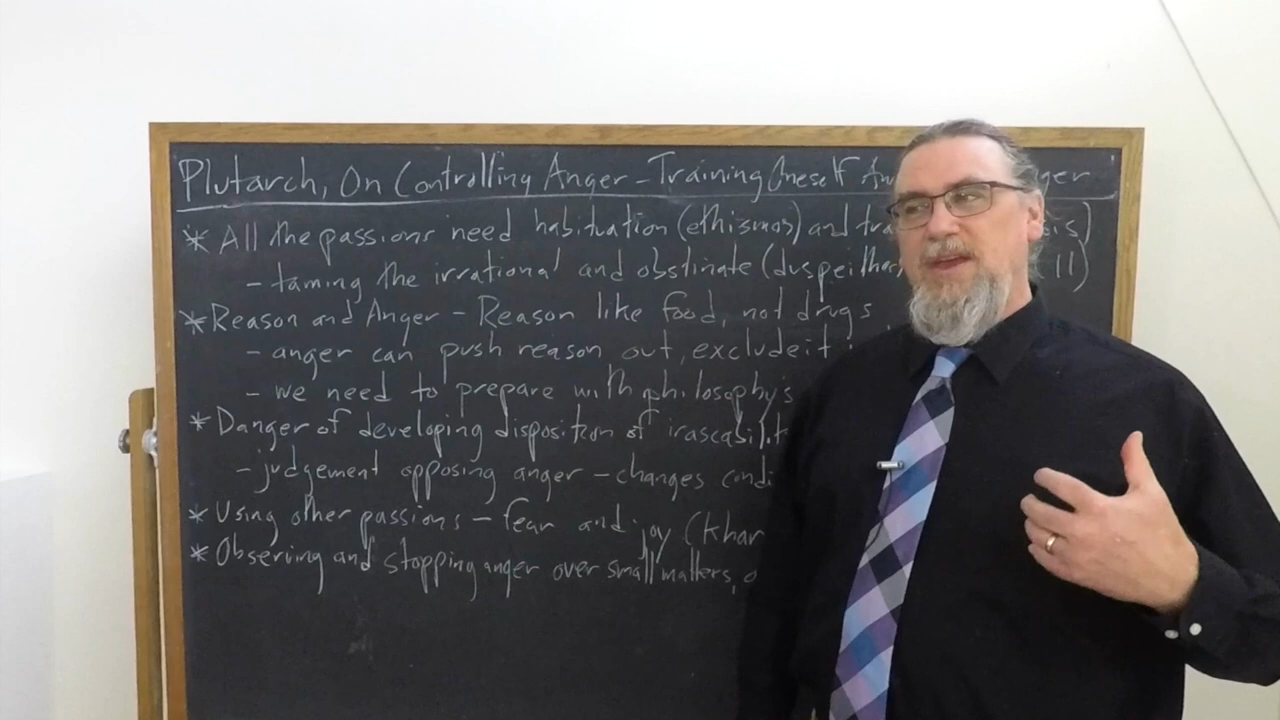 Plutarch, On Controlling Anger - Training Oneself
* All the passions need habituation (ethismos) and
- taming the irrational and obstinate (duspeithes 11)
* Reason and Anger - Reason like food, not drugs
- anger can push reason out, exclude it
- we need to prepare with philosophy's
* Danger of developing disposition of
- judgement opposing anger - changes
* Using other passions - fear and joy (Khar
* Observing and stopping anger over small matters,